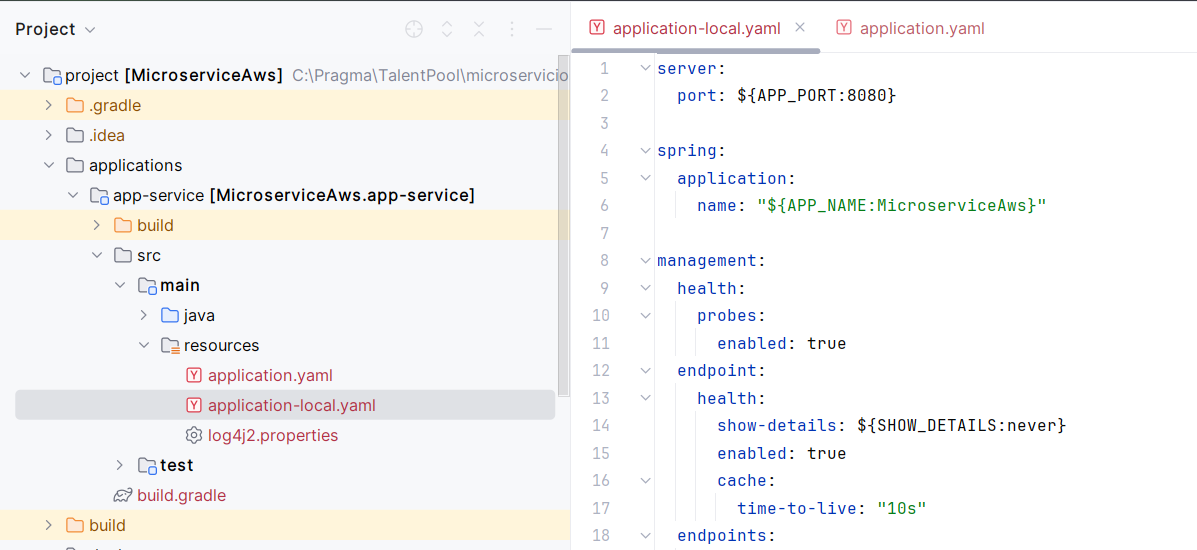 Project
application-local.yaml
application.yaml
project [MicroserviceAws] C:\Pragma\TalentPool\microservicio
.gradle
.idea
applications
app-service [MicroserviceAws.app-service]
build
src
main
java
resources
application.yaml
application-local.yaml
log4j2.properties
test
build.gradle
build
1 server:
2 port: ${APP_PORT:8080}
3
4 spring:
5 application:
6 name: "${APP_NAME:MicroserviceAws}"
7
8 management:
9 health:
10 probes:
11 enabled: true
12 endpoint:
13 health:
14 show-details: ${SHOW_DETAILS:never}
15 enabled: true
16 cache:
17 time-to-live: "10s"
18 endpoints: